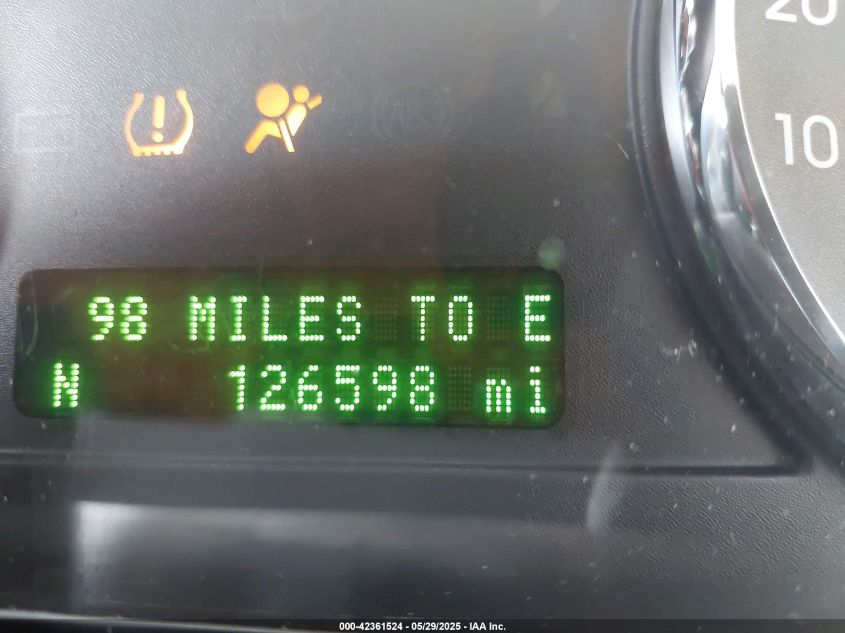 20
10
98 MILES TO E
N 126598 mi
000-42361524 - 05/29/2025 - IAA Inc.